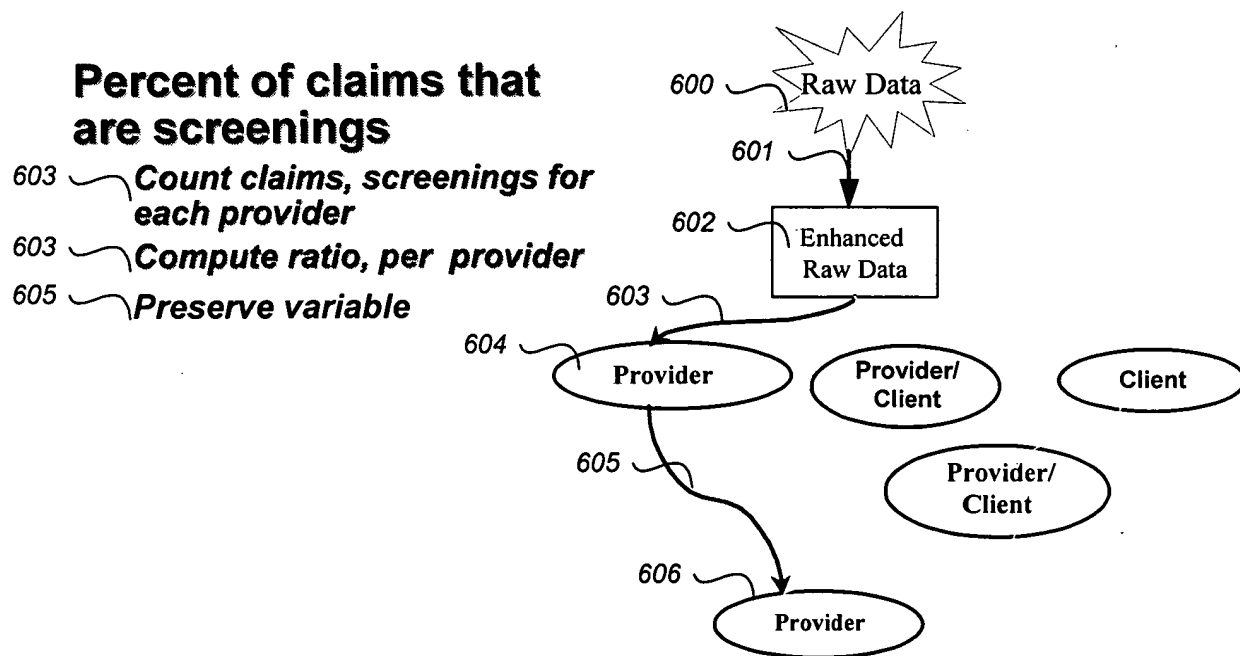 Percent of claims that
are screenings
603 Count claims, screenings for
each provider
603 Compute ratio, per provider
605 Preserve variable
600 Raw Data
601
602 Enhanced
Raw Data
603
604 Provider
Provider/
Client
Client
605
Provider/
Client
606 Provider